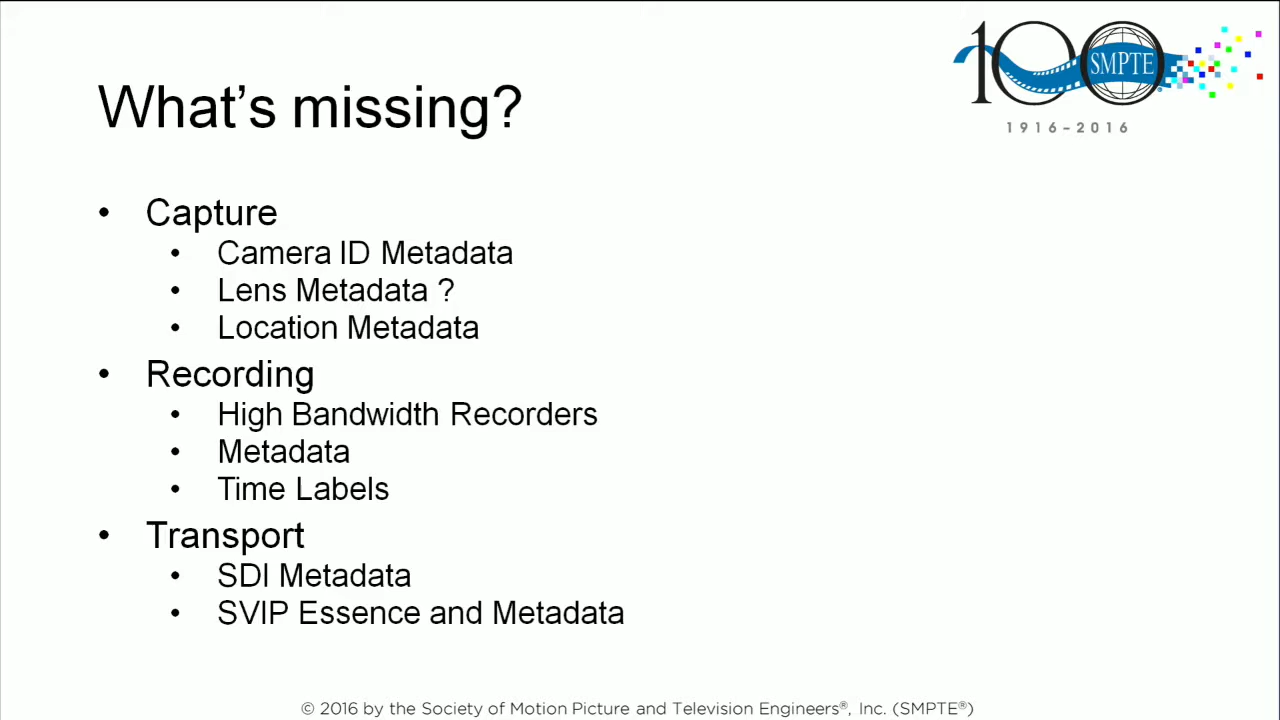 100 SMPTE
1916-2016
What's missing?
• Capture
• Camera ID Metadata
• Lens Metadata ?
• Location Metadata
• Recording
• High Bandwidth Recorders
• Metadata
• Time Labels
• Transport
• SDI Metadata
• SVIP Essence and Metadata
© 2016 by the Society of Motion Picture and Television Engineers®, Inc. (SMPTE®)